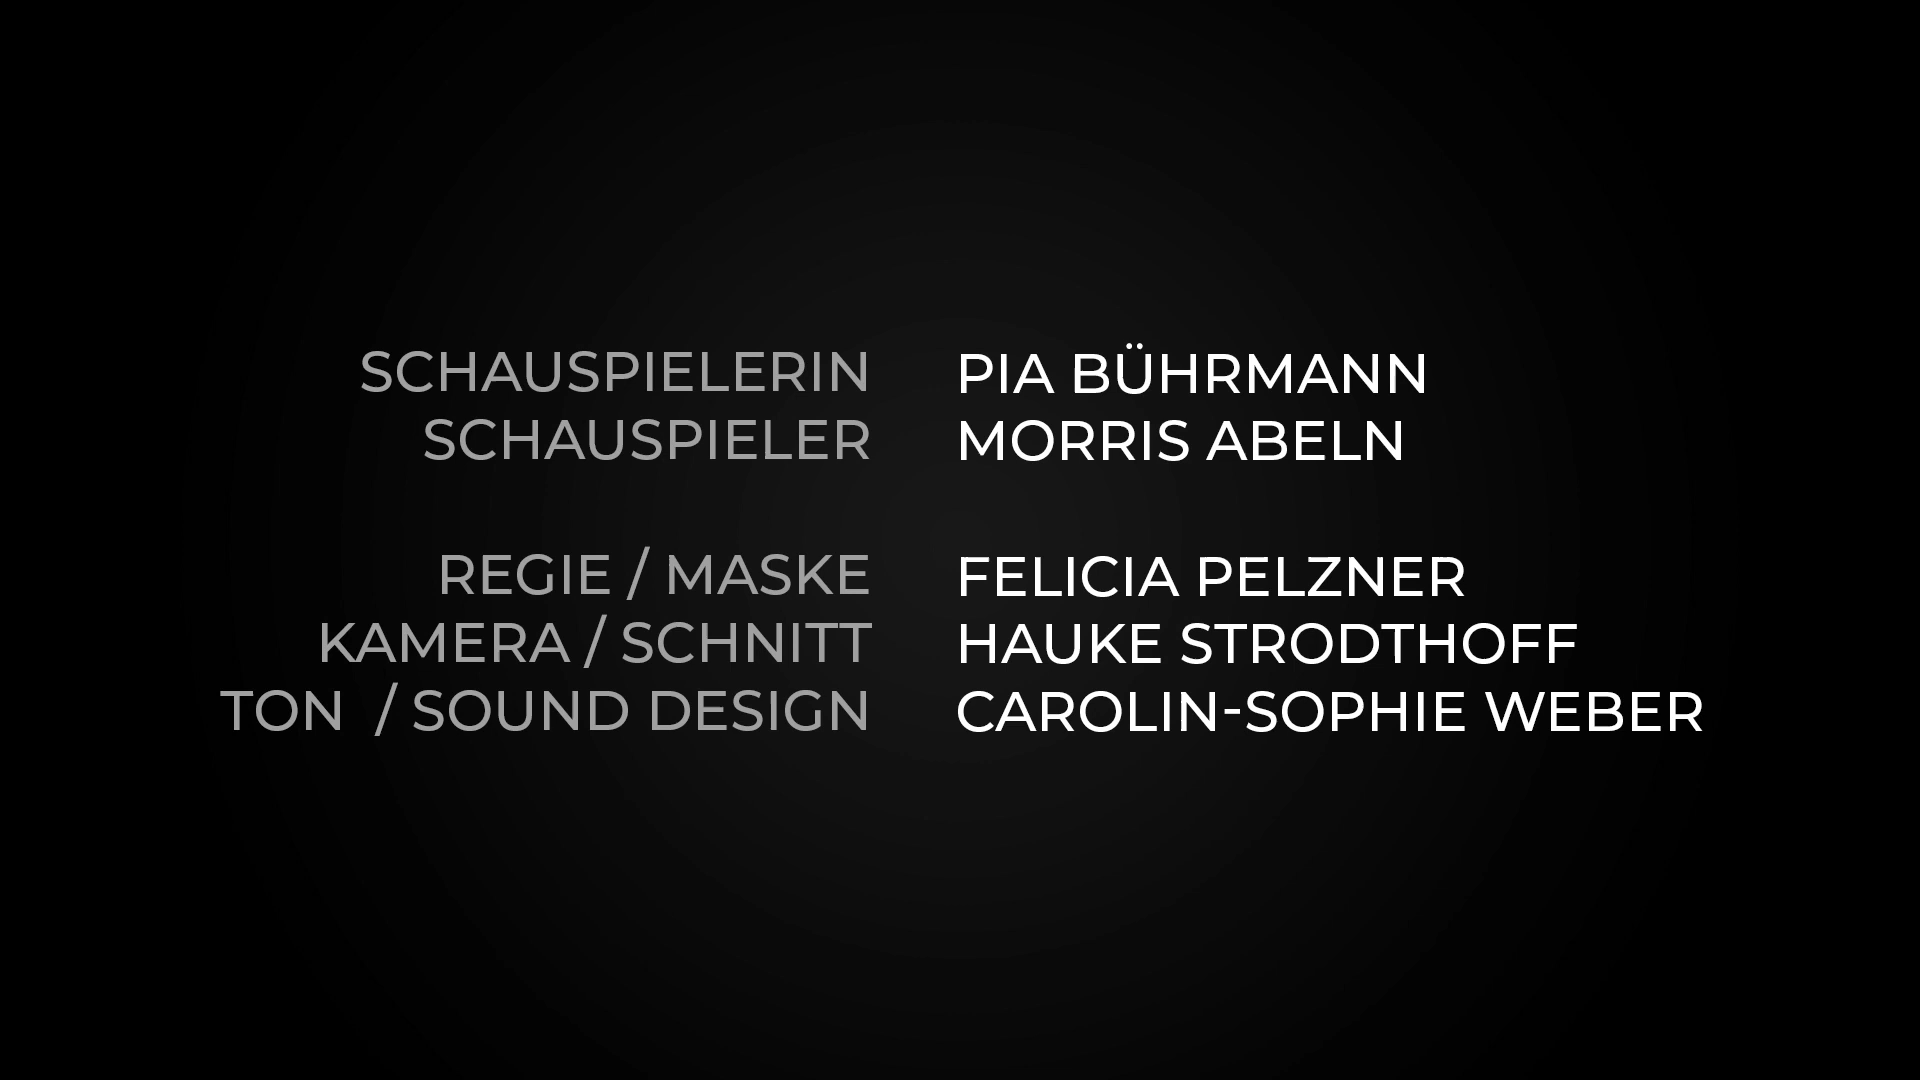 SCHAUSPIELERIN PIA BÜHRMANN
SCHAUSPIELER MORRIS ABELN
REGIE / MASKE FELICIA PELZNER
KAMERA / SCHNITT HAUKE STRODTHOFF
TON / SOUND DESIGN CAROLIN-SOPHIE WEBER